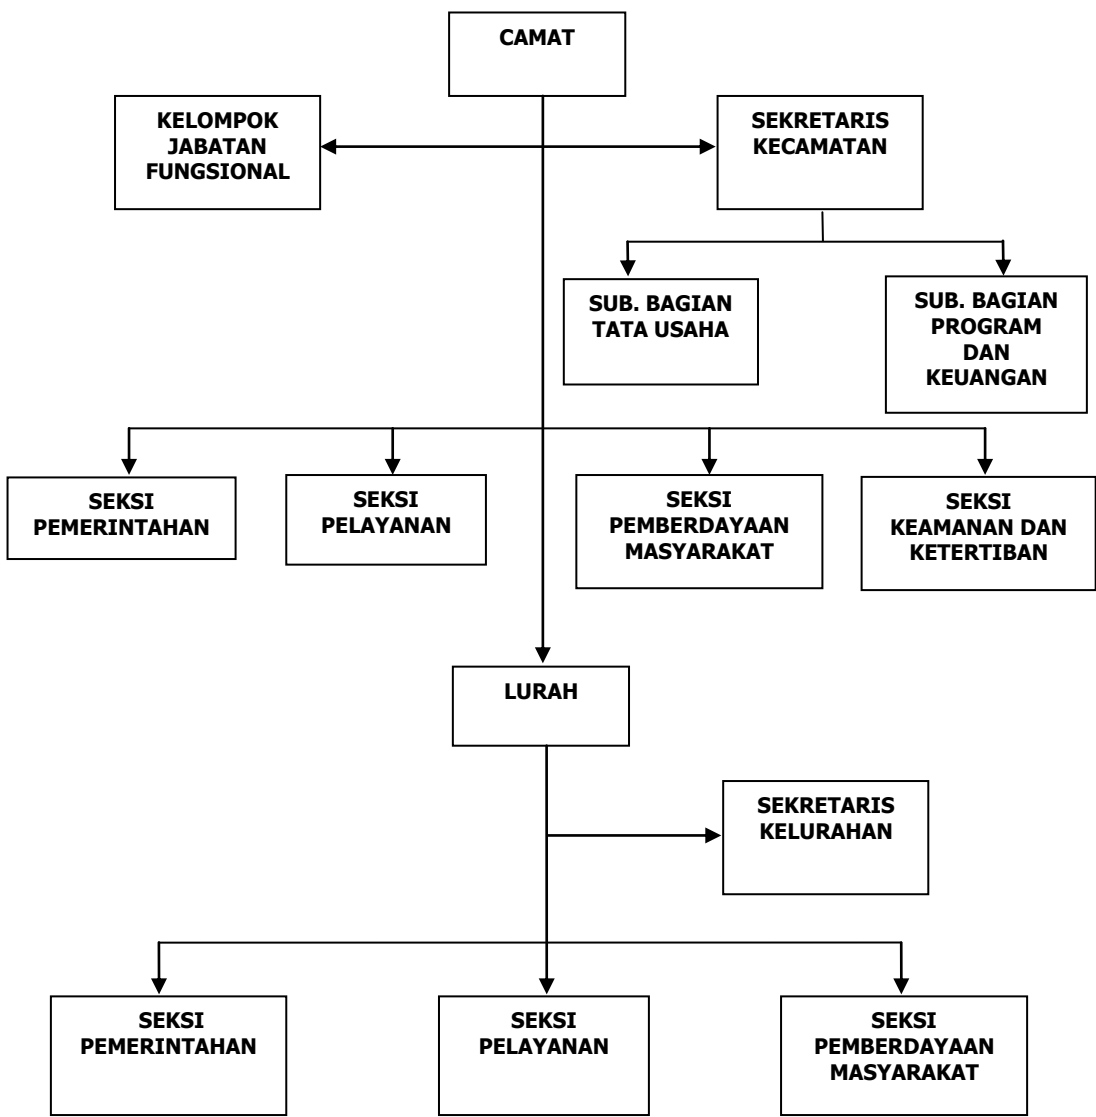 CAMAT
KELOMPOK
JABATAN
FUNGSIONAL
SEKRETARIS
KECAMATAN
SUB. BAGIAN
TATA USAHA
SUB. BAGIAN
PROGRAM
DAN
KEUANGAN
SEKSI
PEMERINTAHAN
SEKSI
PELAYANAN
SEKSI
PEMBERDAYAAN
MASYARAKAT
SEKSI
KEAMANAN DAN
KETERTIBAN
LURAH
SEKRETARIS
KELURAHAN
SEKSI
PEMERINTAHAN
SEKSI
PELAYANAN
SEKSI
PEMBERDAYAAN
MASYARAKAT